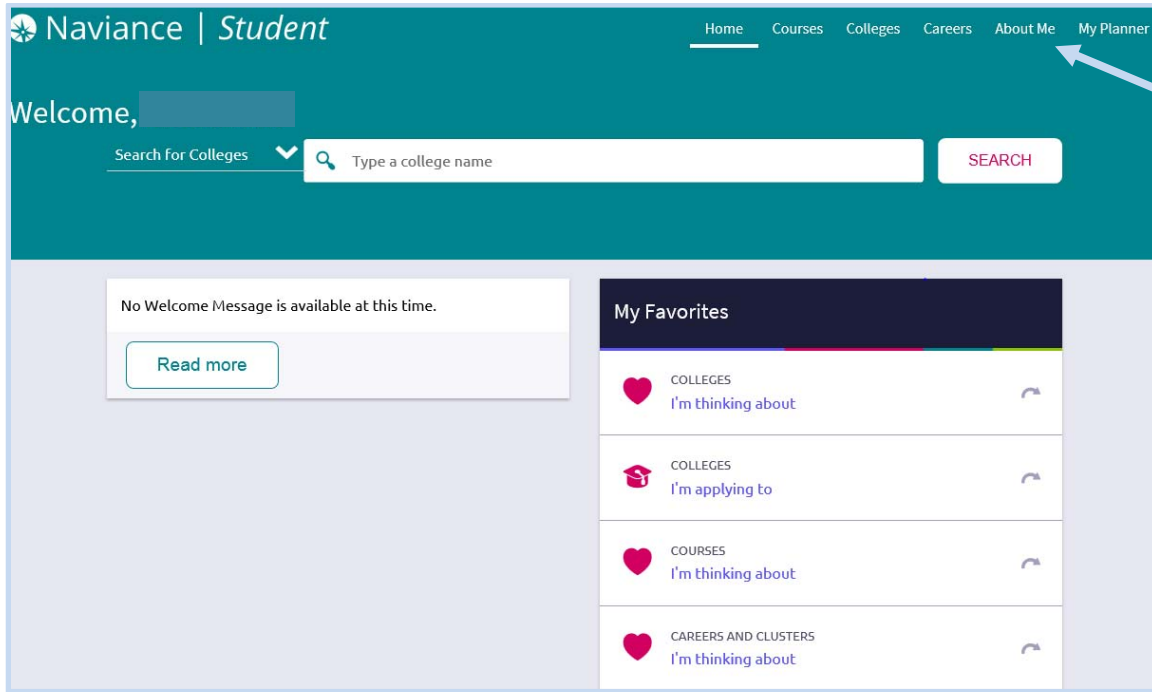 Naviance | Student
Home Courses Colleges Careers About Me My Planner
Welcome,
Search for Colleges Type a college name SEARCH
No Welcome Message is available at this time.
Read more
My Favorites
COLLEGES
I'm thinking about
COLLEGES
I'm applying to
COURSES
I'm thinking about
CAREERS AND CLUSTERS
I'm thinking about